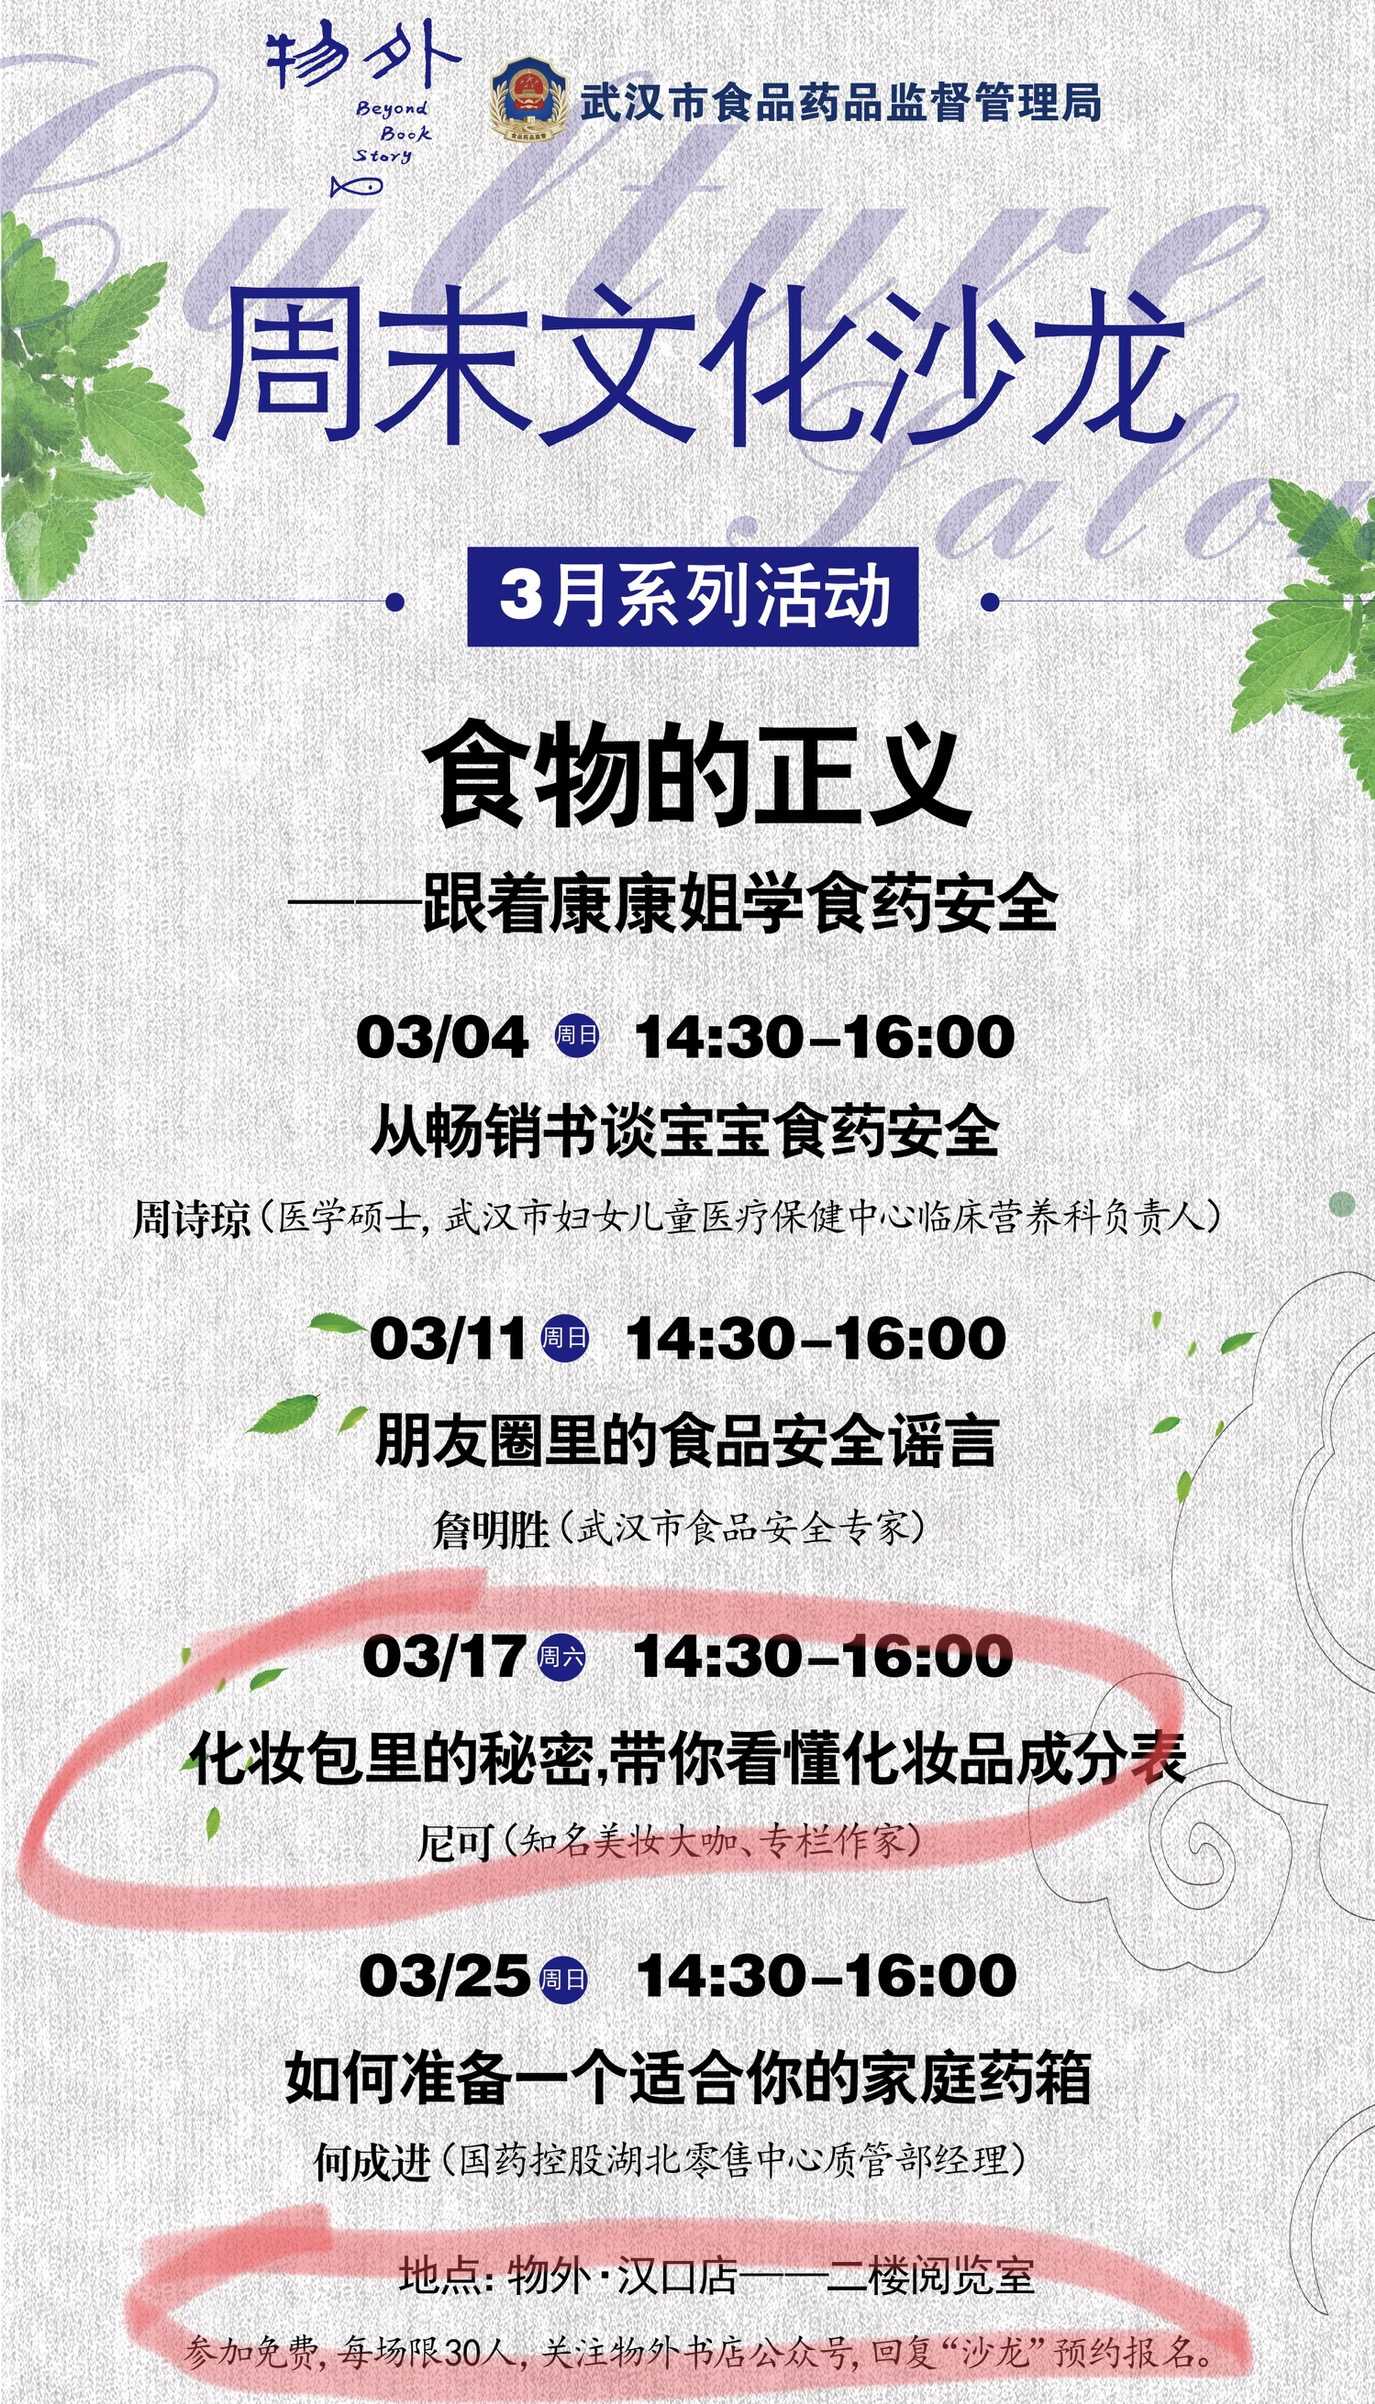 物外
Beyond
Book
Story
食品药品监督
武汉市食品药品监督管理局
Culture
周末文化沙龙
Salon
3月系列活动
食物的正义
——跟着康康姐学食药安全
03/04 周日 14:30–16:00
从畅销书谈宝宝食药安全
周诗琼（医学硕士，武汉市妇女儿童医疗保健中心临床营养科负责人）
03/11 周日 14:30–16:00
朋友圈里的食品安全谣言
詹明胜（武汉市食品安全专家）
03/17 周六 14:30–16:00
化妆包里的秘密,带你看懂化妆品成分表
尼可（知名美妆大咖、专栏作家）
03/25 周日 14:30–16:00
如何准备一个适合你的家庭药箱
何成进（国药控股湖北零售中心质管部经理）
地点: 物外·汉口店——二楼阅览室
参加免费, 每场限30人, 关注物外书店公众号, 回复“沙龙”预约报名。